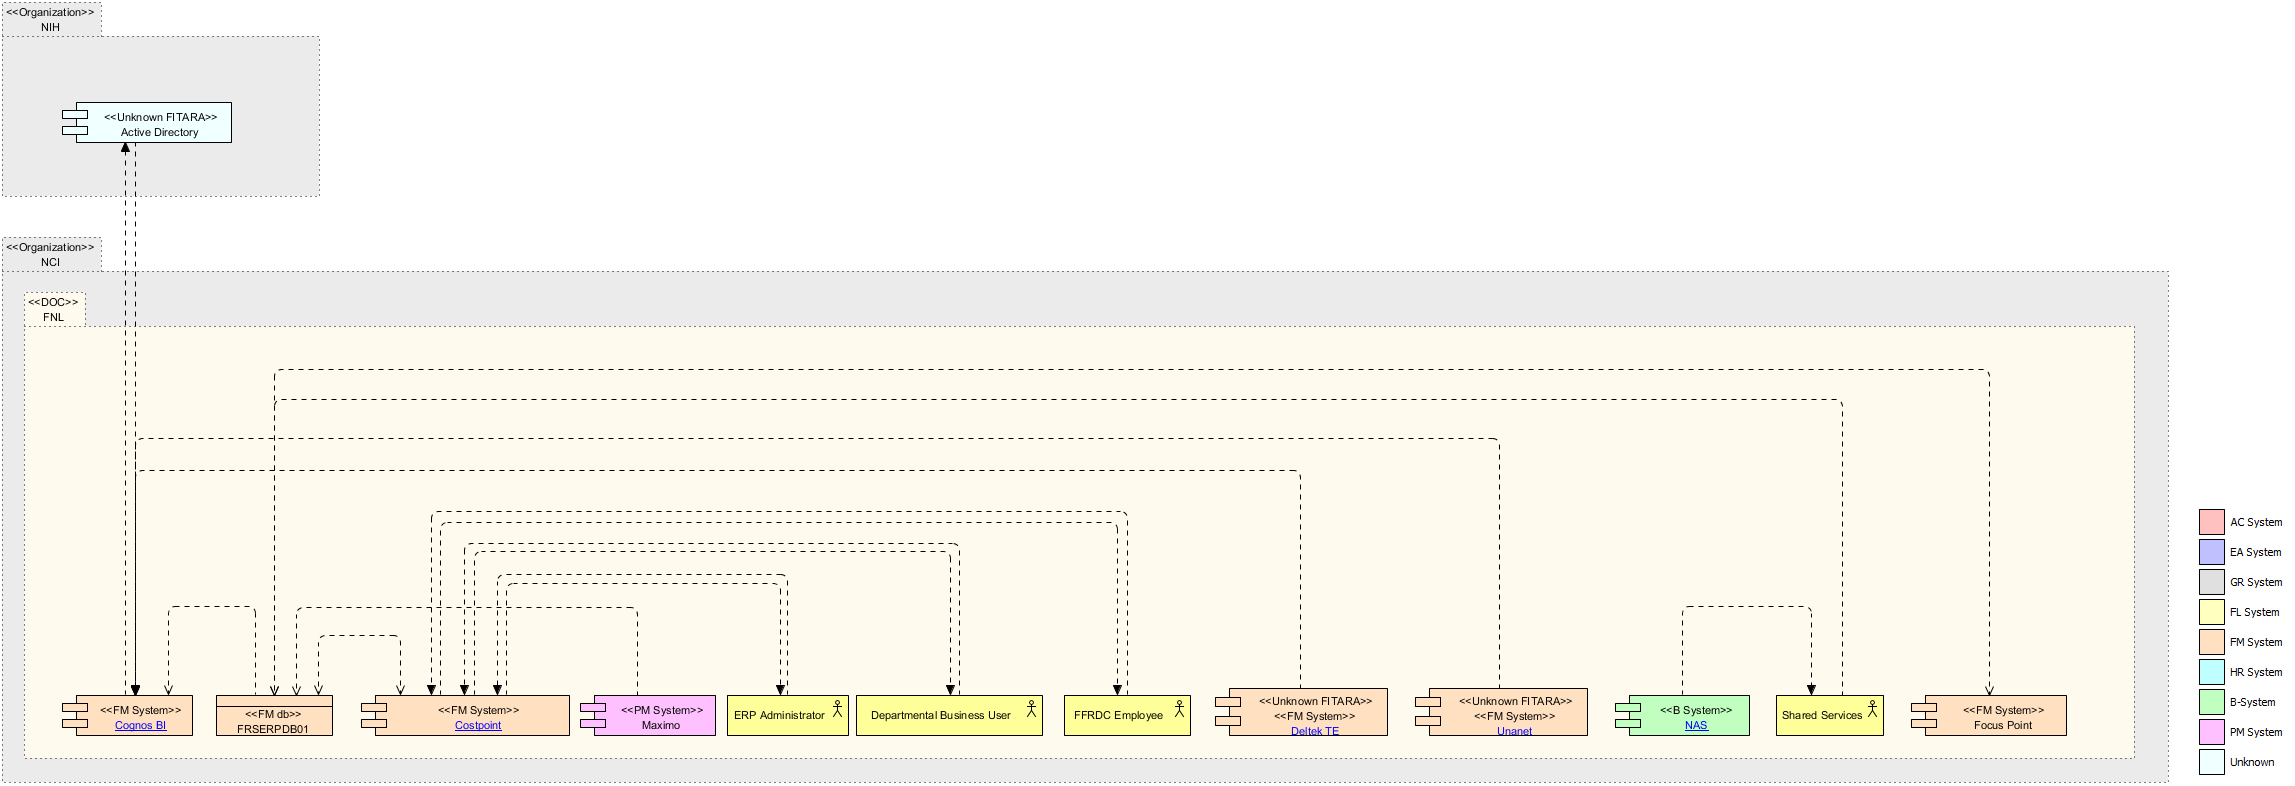 <<Organization>>
NIH
<<Unknown FITARA>>
Active Directory
<<Organization>>
NCI
<<DOC>>
FNL
<<FM System>>
Cognos BI
<<FM db>>
FRSERPDB01
<<FM System>>
Costpoint
<<PM System>>
Maximo
ERP Administrator
Departmental Business User
FFRDC Employee
<<Unknown FITARA>>
<<FM System>>
Deltek TE
<<Unknown FITARA>>
<<FM System>>
Unanet
<<B System>>
NAS
Shared Services
<<FM System>>
Focus Point
AC System
EA System
GR System
FL System
FM System
HR System
B-System
PM System
Unknown